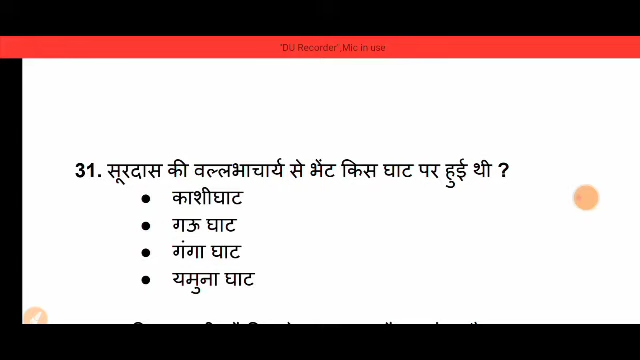 'DU Recorder',Mic in use
31. सूरदास की वल्लभाचार्य से भेंट किस घाट पर हुई थी ?
● काशीघाट
● गऊ घाट
● गंगा घाट
● यमुना घाट